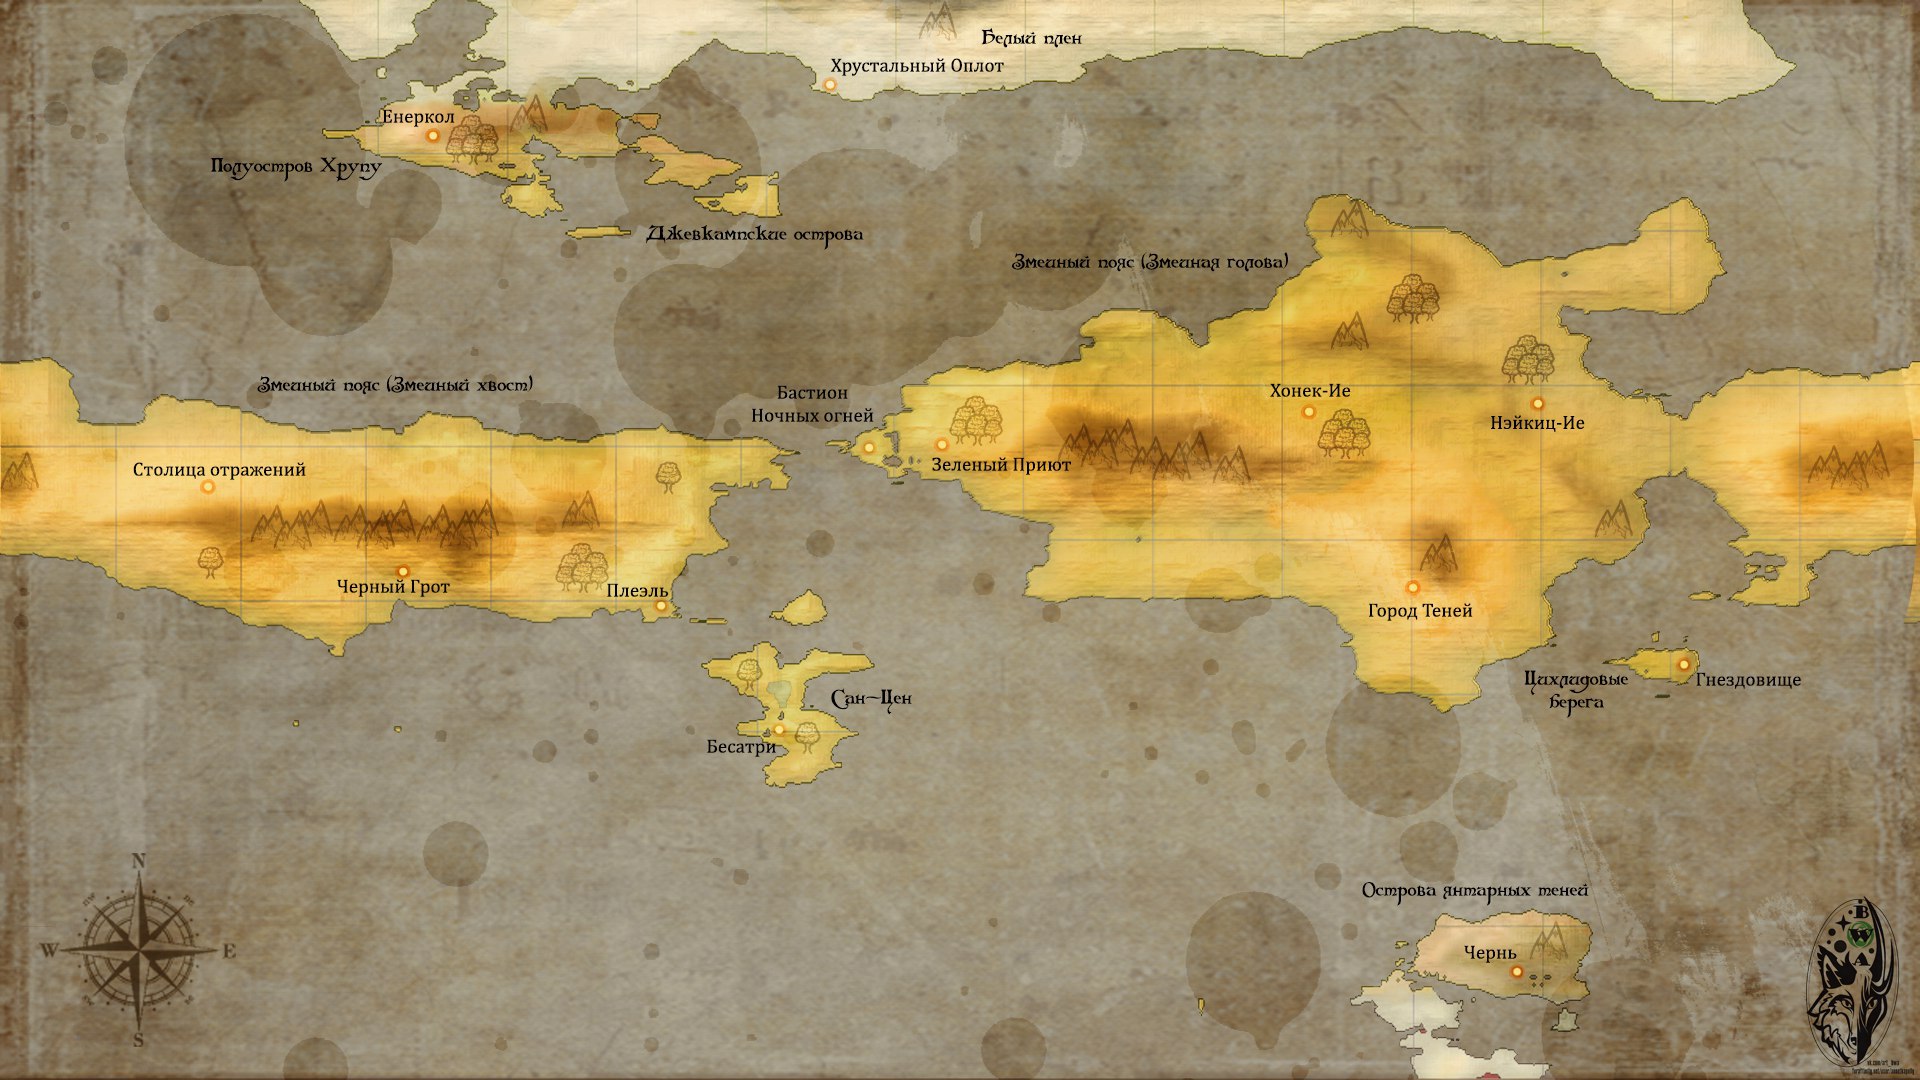 Белый плен
Хрустальный Оплот
Енеркол
Полуостров Хрупу
Джевкампские острова
Змеиный пояс (Змеиная голова)
Змеиный пояс (Змеиный хвост)
Бастион
Ночных огней
Хонек-Ие
Нэйкиц-Ие
Столица отражений
Зеленый Приют
Черный Грот
Плеэль
Город Теней
Цихлидовые
берега
Гнездовище
Сан-Цен
Бесатри
Острова янтарных теней
Чернь
N
W
E
S
B
W
A